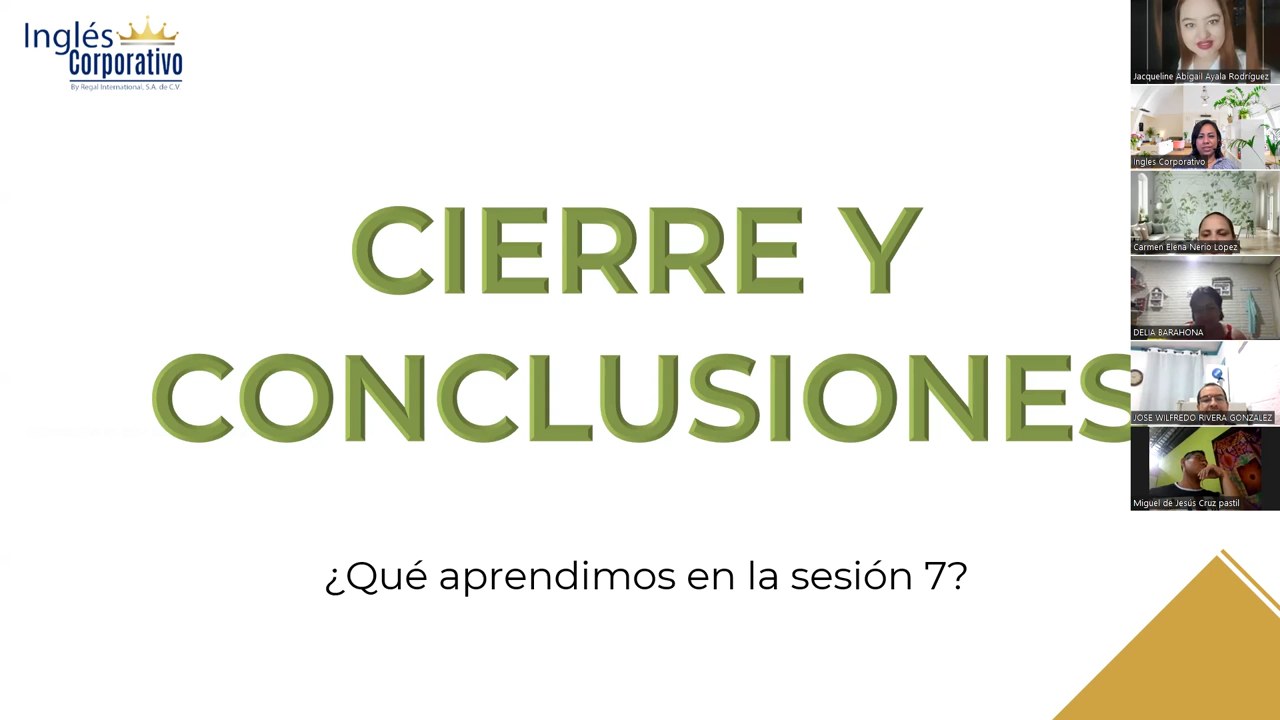 Inglés
Corporativo
By Regal International, S.A. de C.V.
CIERRE Y
CONCLUSIONES
¿Qué aprendimos en la sesión 7?
Jacqueline Abigail Ayala Rodríguez
Ingles Corporativo
Carmen Elena Nerio Lopez
DELIA BARAHONA
JOSE WILFREDO RIVERA GONZALEZ
Miguel de Jesús Cruz pastil